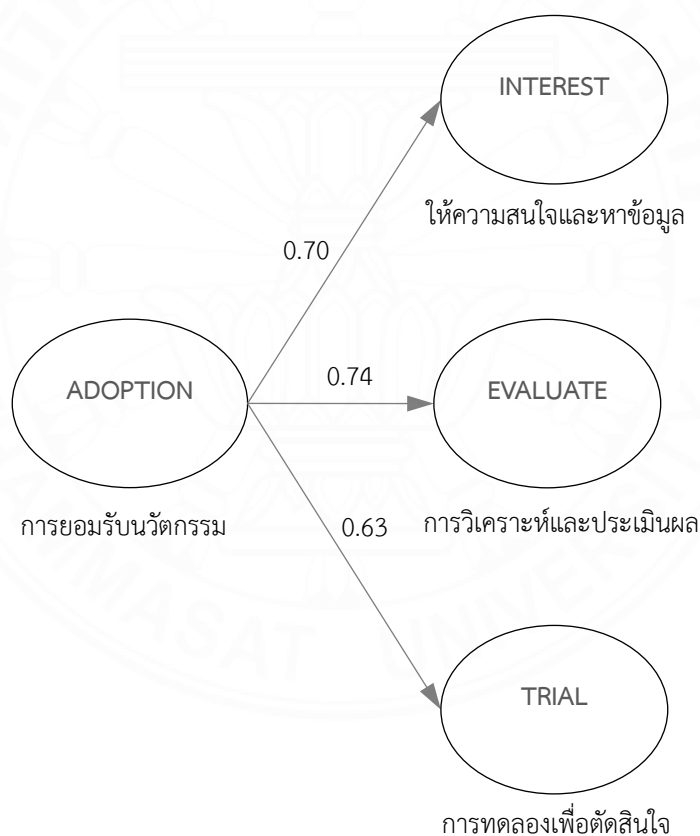 INTEREST
ให้ความสนใจและหาข้อมูล
0.70
ADOPTION
0.74
EVALUATE
การยอมรับนวัตกรรม
0.63
การวิเคราะห์และประเมินผล
TRIAL
การทดลองเพื่อตัดสินใจ